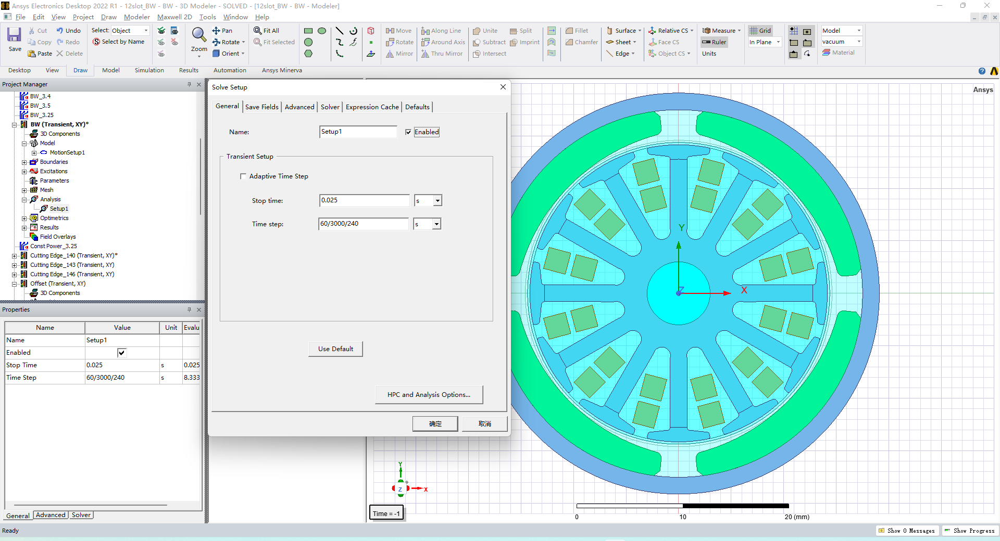 Ansys Electronics Desktop 2022 R1 - 12slot_BW - BW - 3D Modeler - SOLVED - [12slot_BW - BW - Modeler]
File Edit View Project Draw Modeler Maxwell 2D Tools Window Help
Save
Cut Undo
Copy Redo
Paste Delete
Select: Object
Select by Name
Zoom
Pan
Rotate
Orient
Fit All
Fit Selected
Move Along Line Unite Split
Rotate Around Axis Subtract Imprint
Mirror Thru Mirror Intersect
Fillet
Chamfer
Surface
Sheet
Edge
Relative CS
Face CS
Object CS
Measure
Ruler
Units
Grid
In Plane
Model
vacuum
Material
Desktop View Draw Model Simulation Results Automation Ansys Minerva
Project Manager
BW_3.4
BW_3.5
BW_3.25
BW (Transient, XY)*
3D Components
Model
MotionSetup1
Boundaries
Excitations
Parameters
Mesh
Analysis
Setup1
Optimetrics
Results
Field Overlays
Const Power_3.25
Cutting Edge_140 (Transient, XY)*
Cutting Edge_143 (Transient, XY)
Cutting Edge_146 (Transient, XY)
Offset (Transient, XY)
3D Components
Properties
Name Value Unit Evalu
Name Setup1
Enabled
Stop Time 0.025 s 0.025
Time Step 60/3000/240 s 8.333
General Advanced Solver
Solve Setup
General Save Fields Advanced Solver Expression Cache Defaults
Name: Setup1 Enabled
Transient Setup
Adaptive Time Step
Stop time: 0.025 s
Time step: 60/3000/240 s
Use Default
HPC and Analysis Options...
确定 取消
Ansys
Y
Z
X
Y
Z X
Time = -1
0 10 20 (mm)
Ready
Show 0 Messages Show Progress